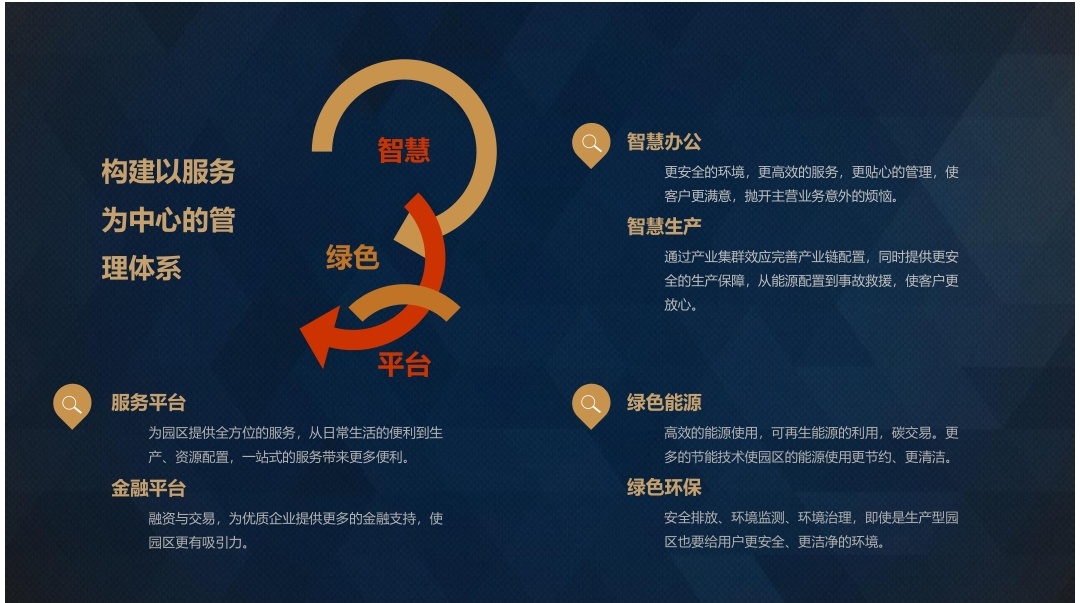 构建以服务
为中心的管
理体系
智慧
绿色
平台
智慧办公
更安全的环境，更高效的服务，更贴心的管理，使
客户更满意，抛开主营业务意外的烦恼。
智慧生产
通过产业集群效应完善产业链配置，同时提供更安
全的生产保障，从能源配置到事故救援，使客户更
放心。
服务平台
为园区提供全方位的服务，从日常生活的便利到生
产、资源配置，一站式的服务带来更多便利。
金融平台
融资与交易，为优质企业提供更多的金融支持，使
园区更有吸引力。
绿色能源
高效的能源使用，可再生能源的利用，碳交易。更
多的节能技术使园区的能源使用更节约、更清洁。
绿色环保
安全排放、环境监测、环境治理，即使是生产型园
区也要给用户更安全、更洁净的环境。